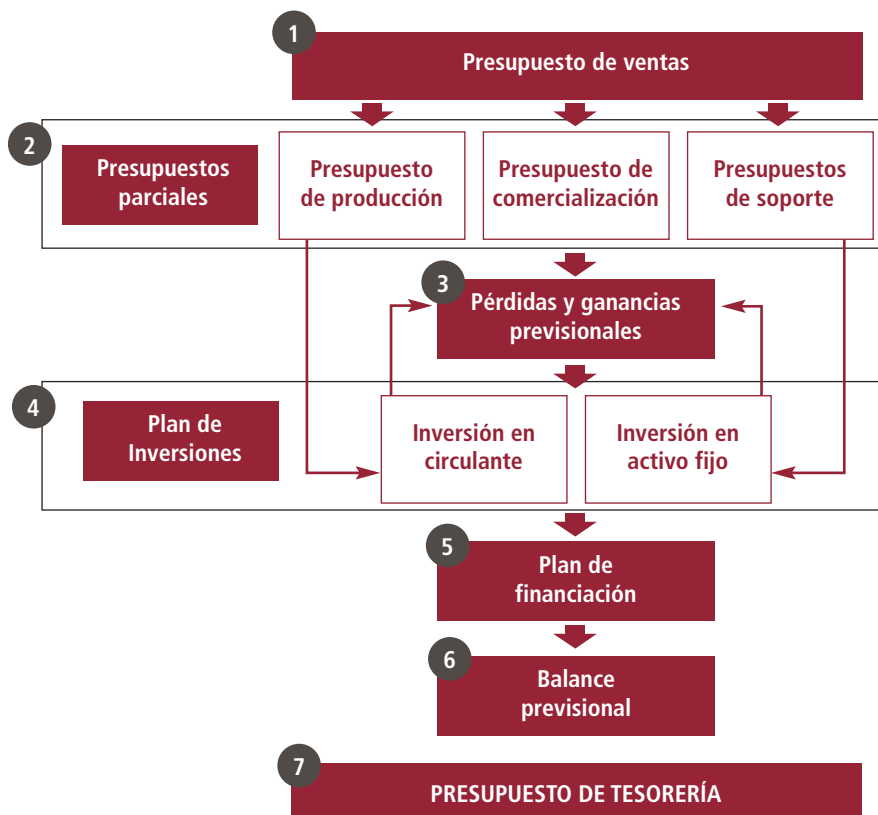 1
Presupuesto de ventas
2
Presupuestos
parciales
Presupuesto
de producción
Presupuesto de
comercialización
Presupuestos
de soporte
3
Pérdidas y ganancias
previsionales
4
Plan de
Inversiones
Inversión en
circulante
Inversión en
activo fijo
5
Plan de
financiación
6
Balance
previsional
7
PRESUPUESTO DE TESORERÍA